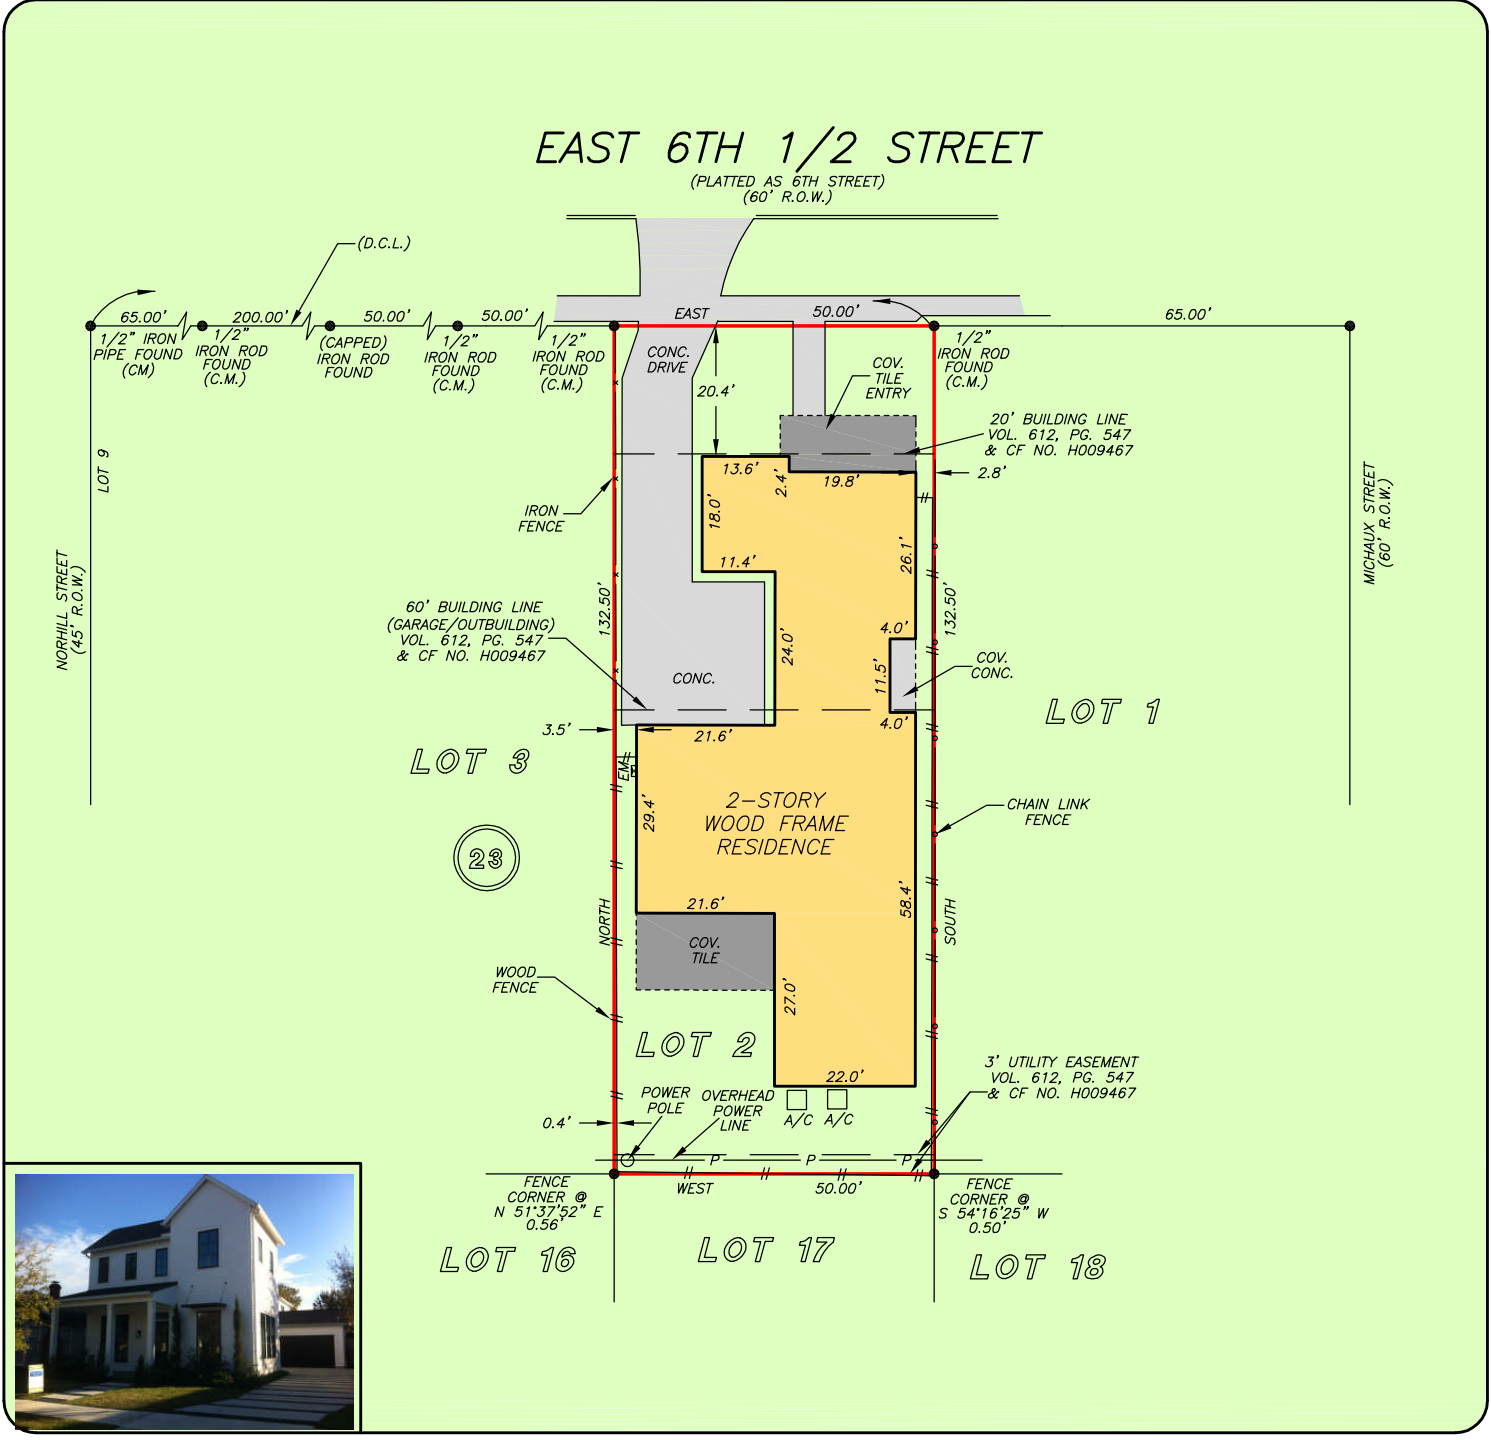 EAST 6TH 1/2 STREET
(PLATTED AS 6TH STREET)
(60' R.O.W.)
(D.C.L.)
65.00'
200.00'
50.00'
50.00'
EAST
50.00'
65.00'
1/2" IRON
PIPE FOUND
(CM)
1/2"
IRON ROD
FOUND
(C.M.)
(CAPPED)
IRON ROD
FOUND
1/2"
IRON ROD
FOUND
(C.M.)
1/2"
IRON ROD
FOUND
(C.M.)
CONC.
DRIVE
20.4'
COV.
TILE
ENTRY
1/2"
IRON ROD
FOUND
(C.M.)
20' BUILDING LINE
VOL. 612, PG. 547
& CF NO. H009467
2.8'
LOT 9
NORHILL STREET
(45' R.O.W.)
MICHAUX STREET
(60' R.O.W.)
IRON
FENCE
13.6'
2.4'
19.8'
18.0'
11.4'
26.1'
132.50'
132.50'
60' BUILDING LINE
(GARAGE/OUTBUILDING)
VOL. 612, PG. 547
& CF NO. H009467
24.0'
4.0'
11.5'
4.0'
COV.
CONC.
CONC.
LOT 1
3.5'
21.6'
LOT 3
EM
29.4'
2-STORY
WOOD FRAME
RESIDENCE
CHAIN LINK
FENCE
23
21.6'
58.4'
NORTH
SOUTH
COV.
TILE
WOOD
FENCE
27.0'
LOT 2
22.0'
3' UTILITY EASEMENT
VOL. 612, PG. 547
& CF NO. H009467
POWER
POLE
OVERHEAD
POWER
LINE
A/C
A/C
0.4'
P
P
P
WEST
50.00'
FENCE
CORNER @
N 51°37'52" E
0.56'
FENCE
CORNER @
S 54°16'25" W
0.50'
LOT 16
LOT 17
LOT 18